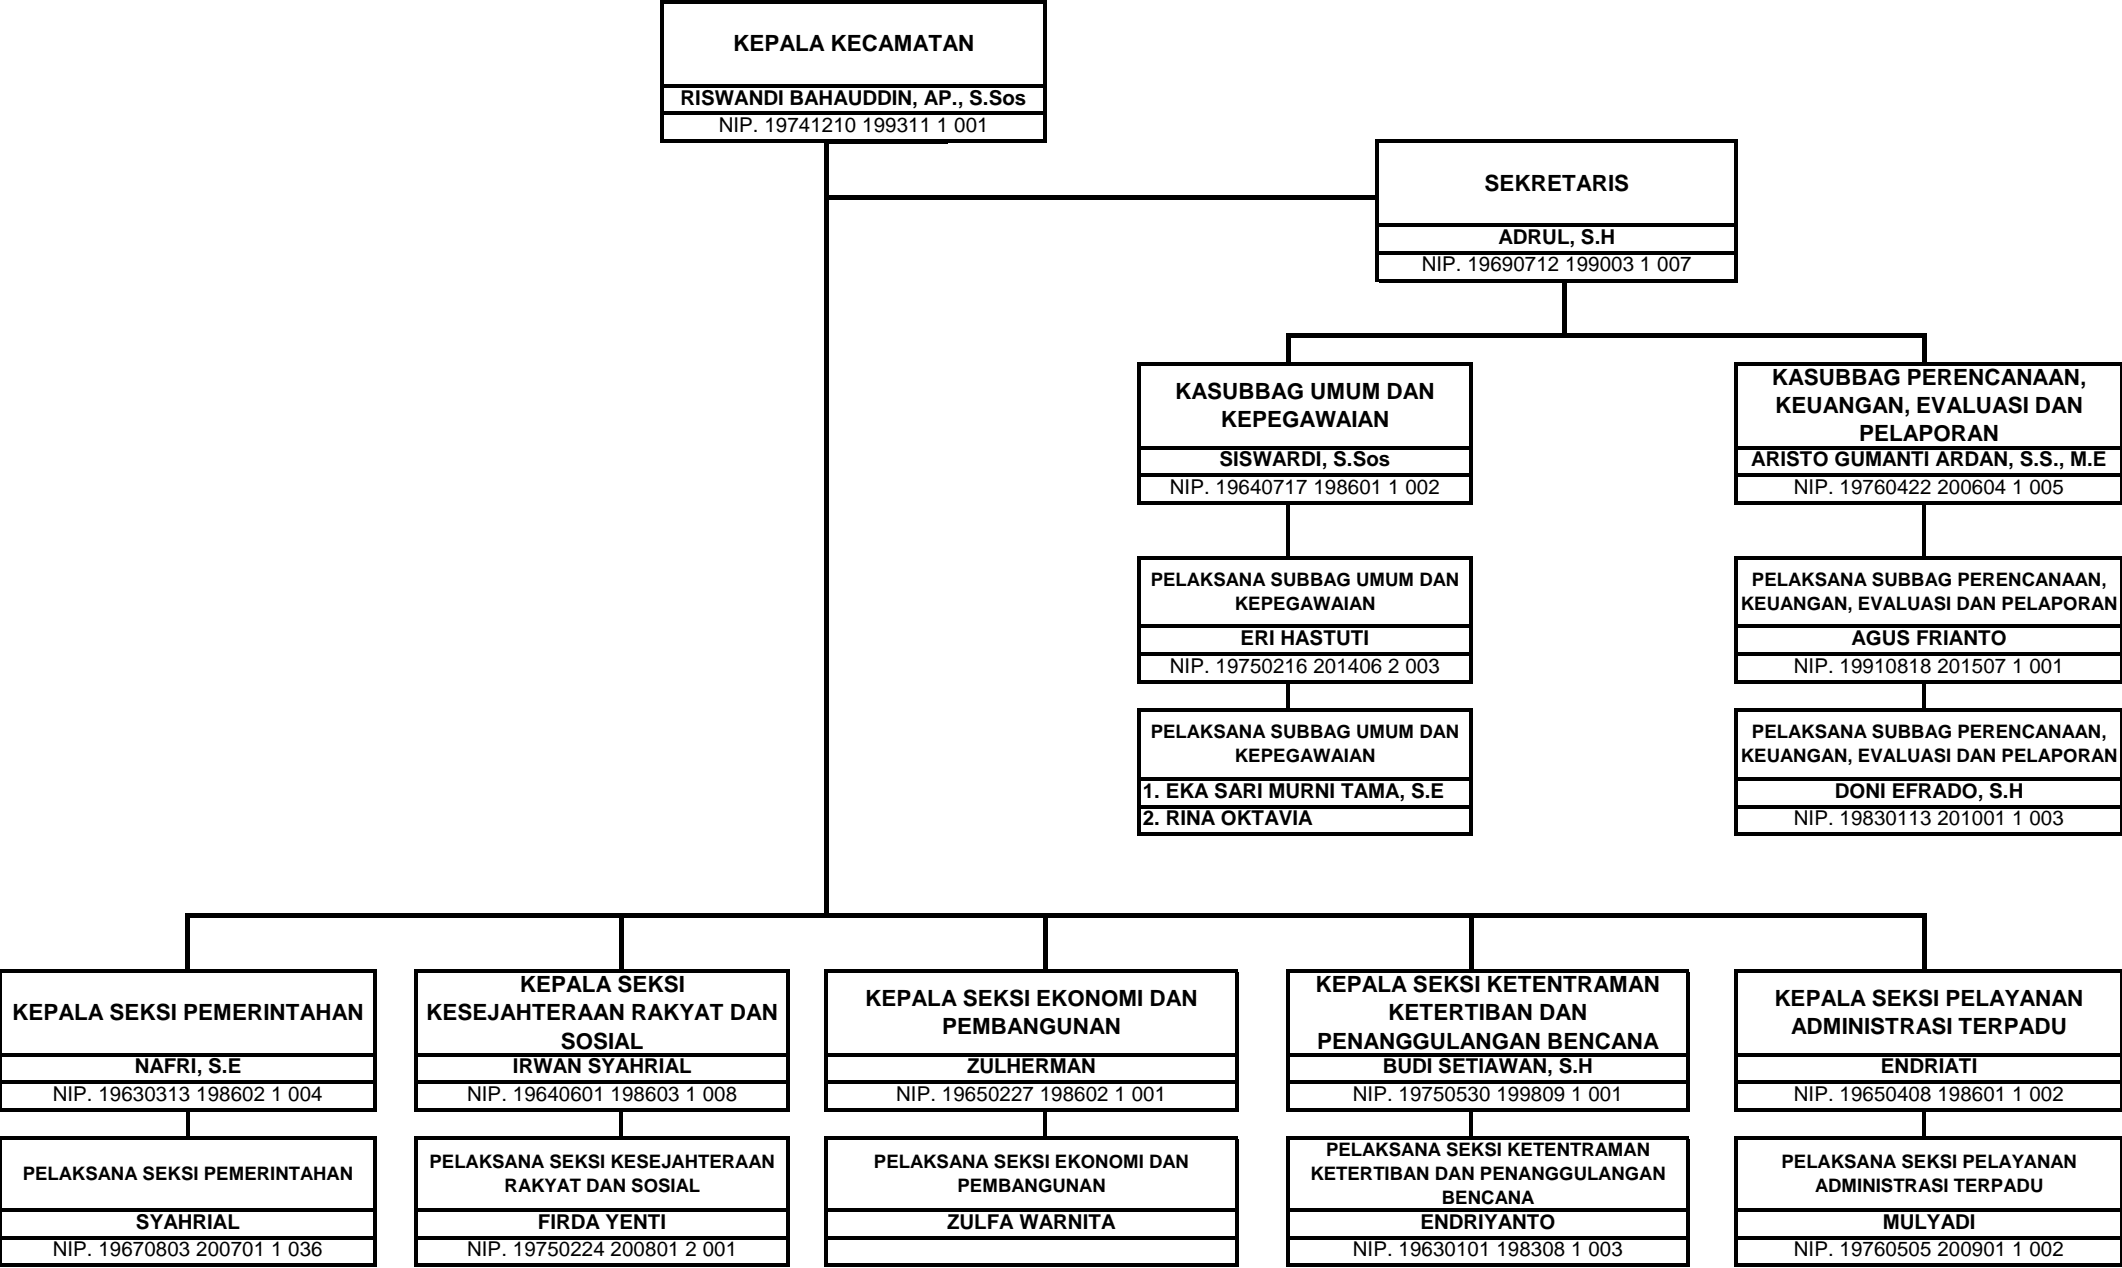 KEPALA KECAMATAN
RISWANDI BAHAUDDIN, AP., S.Sos
NIP. 19741210 199311 1 001
SEKRETARIS
ADRUL, S.H
NIP. 19690712 199003 1 007
KASUBBAG UMUM DAN
KEPEGAWAIAN
SISWARDI, S.Sos
NIP. 19640717 198601 1 002
KASUBBAG PERENCANAAN,
KEUANGAN, EVALUASI DAN
PELAPORAN
ARISTO GUMANTI ARDAN, S.S., M.E
NIP. 19760422 200604 1 005
PELAKSANA SUBBAG UMUM DAN
KEPEGAWAIAN
ERI HASTUTI
NIP. 19750216 201406 2 003
PELAKSANA SUBBAG PERENCANAAN,
KEUANGAN, EVALUASI DAN PELAPORAN
AGUS FRIANTO
NIP. 19910818 201507 1 001
PELAKSANA SUBBAG UMUM DAN
KEPEGAWAIAN
1. EKA SARI MURNI TAMA, S.E
2. RINA OKTAVIA
PELAKSANA SUBBAG PERENCANAAN,
KEUANGAN, EVALUASI DAN PELAPORAN
DONI EFRADO, S.H
NIP. 19830113 201001 1 003
KEPALA SEKSI PEMERINTAHAN
NAFRI, S.E
NIP. 19630313 198602 1 004
KEPALA SEKSI
KESEJAHTERAAN RAKYAT DAN
SOSIAL
IRWAN SYAHRIAL
NIP. 19640601 198603 1 008
KEPALA SEKSI EKONOMI DAN
PEMBANGUNAN
ZULHERMAN
NIP. 19650227 198602 1 001
KEPALA SEKSI KETENTRAMAN
KETERTIBAN DAN
PENANGGULANGAN BENCANA
BUDI SETIAWAN, S.H
NIP. 19750530 199809 1 001
KEPALA SEKSI PELAYANAN
ADMINISTRASI TERPADU
ENDRIATI
NIP. 19650408 198601 1 002
PELAKSANA SEKSI PEMERINTAHAN
SYAHRIAL
NIP. 19670803 200701 1 036
PELAKSANA SEKSI KESEJAHTERAAN
RAKYAT DAN SOSIAL
FIRDA YENTI
NIP. 19750224 200801 2 001
PELAKSANA SEKSI EKONOMI DAN
PEMBANGUNAN
ZULFA WARNITA
PELAKSANA SEKSI KETENTRAMAN
KETERTIBAN DAN PENANGGULANGAN
BENCANA
ENDRIYANTO
NIP. 19630101 198308 1 003
PELAKSANA SEKSI PELAYANAN
ADMINISTRASI TERPADU
MULYADI
NIP. 19760505 200901 1 002